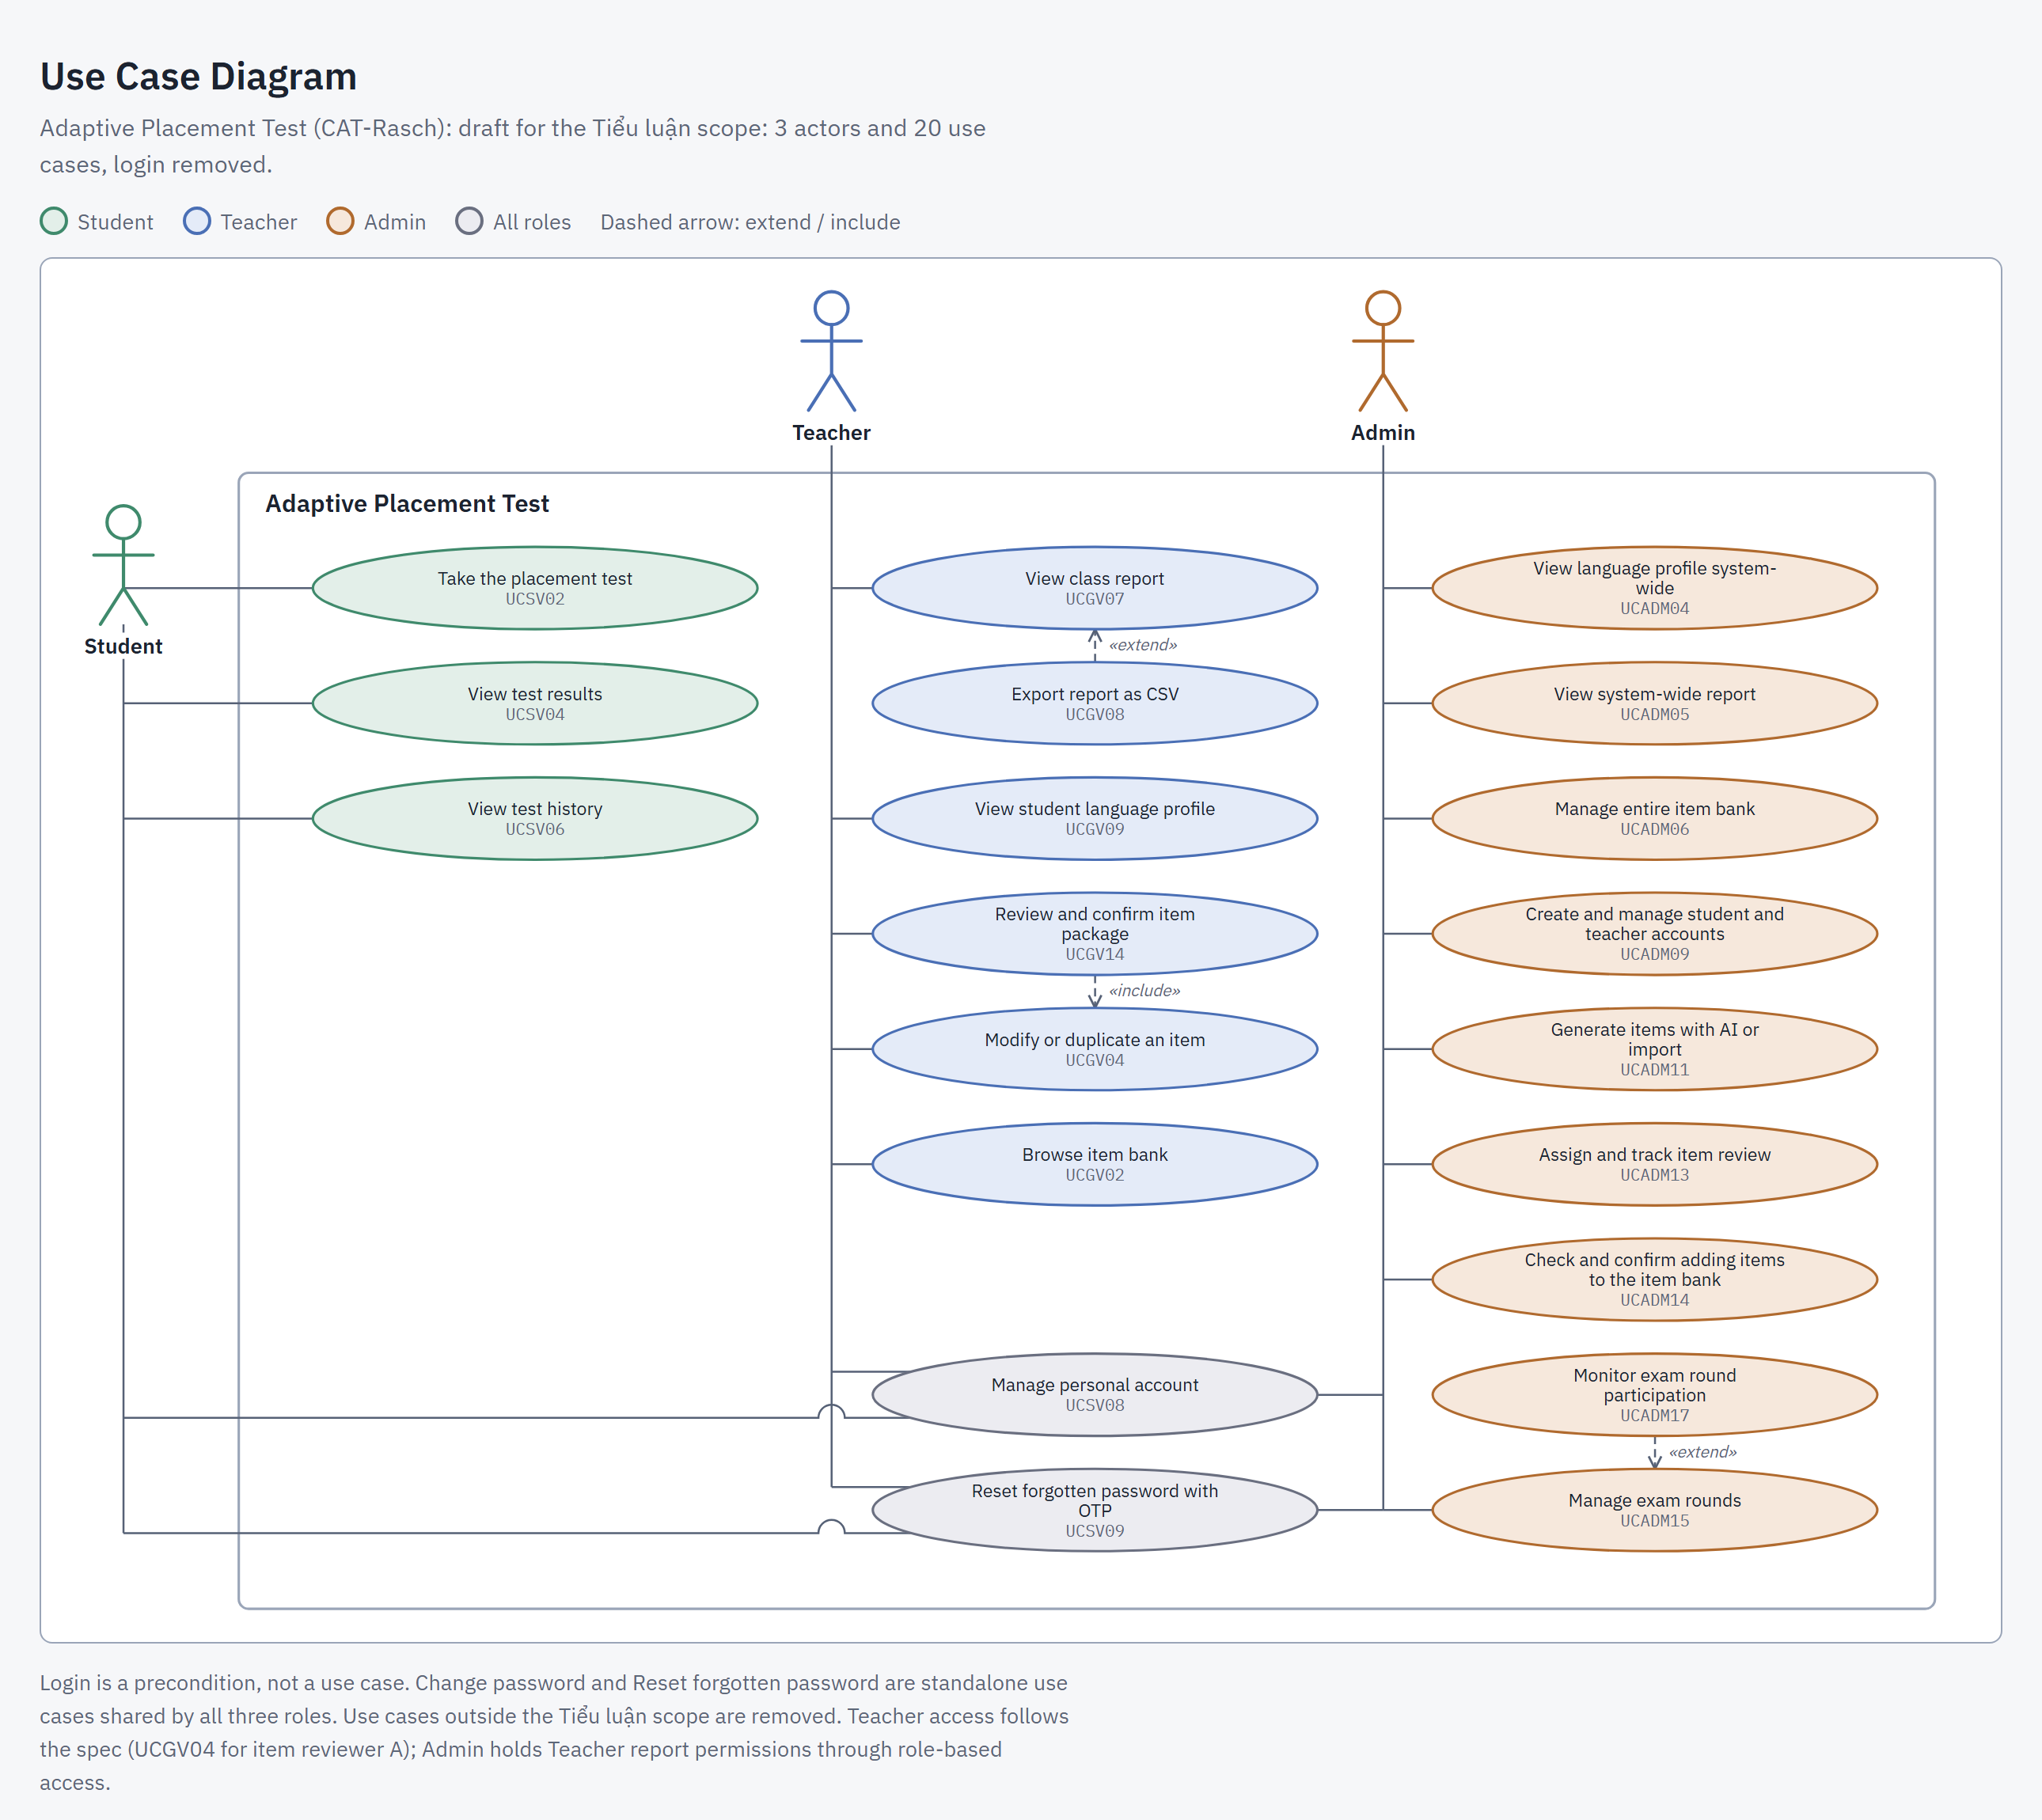 Use Case Diagram
Adaptive Placement Test (CAT-Rasch): draft for the Tiểu luận scope: 3 actors and 20 use
cases, login removed.
Student
Teacher
Admin
All roles
Dashed arrow: extend / include
Teacher
Admin
Student
Adaptive Placement Test
Take the placement test
UCSV02
View test results
UCSV04
View test history
UCSV06
View class report
UCGV07
«extend»
Export report as CSV
UCGV08
View student language profile
UCGV09
Review and confirm item
package
UCGV14
«include»
Modify or duplicate an item
UCGV04
Browse item bank
UCGV02
Manage personal account
UCSV08
Reset forgotten password with
OTP
UCSV09
View language profile system-
wide
UCADM04
View system-wide report
UCADM05
Manage entire item bank
UCADM06
Create and manage student and
teacher accounts
UCADM09
Generate items with AI or
import
UCADM11
Assign and track item review
UCADM13
Check and confirm adding items
to the item bank
UCADM14
Monitor exam round
participation
UCADM17
«extend»
Manage exam rounds
UCADM15
Login is a precondition, not a use case. Change password and Reset forgotten password are standalone use
cases shared by all three roles. Use cases outside the Tiểu luận scope are removed. Teacher access follows
the spec (UCGV04 for item reviewer A); Admin holds Teacher report permissions through role-based
access.